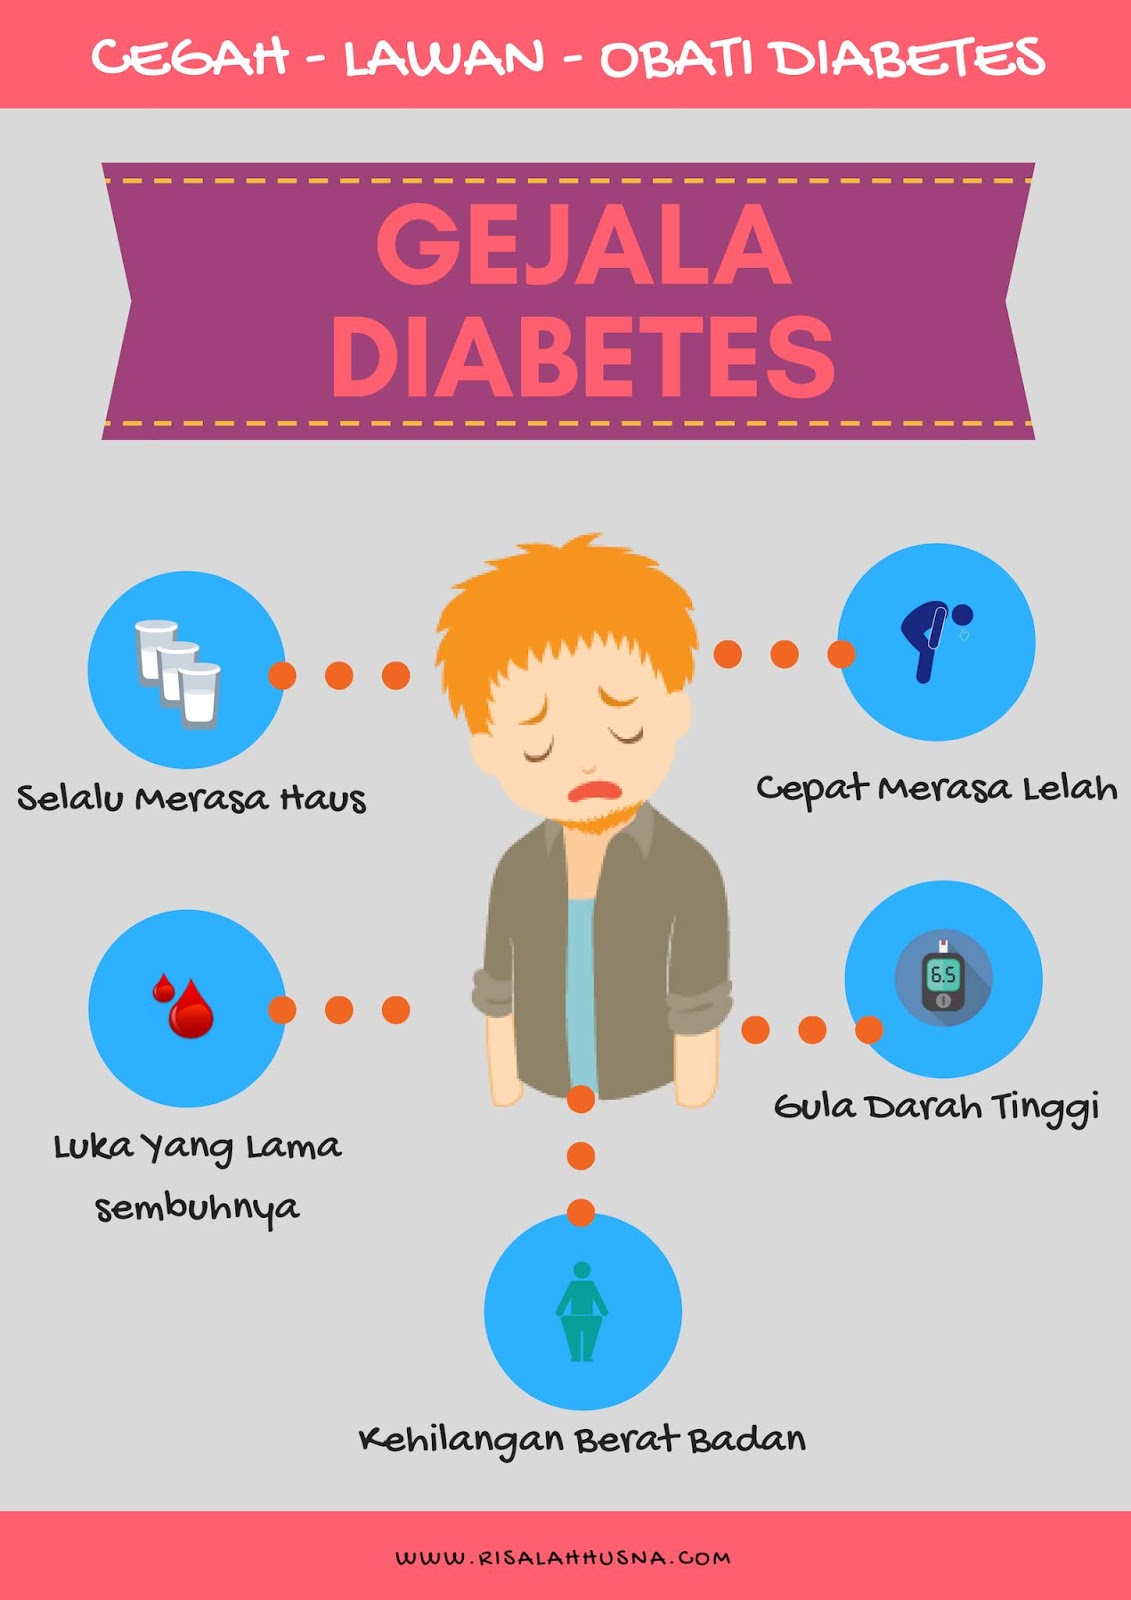 CEGAH - LAWAN - OBATI DIABETES
GEJALA
DIABETES
Selalu Merasa Haus
Cepat Merasa Lelah
6.5
Luka Yang Lama
sembuhnya
Gula Darah Tinggi
Kehilangan Berat Badan
WWW.RISALAHHUSNA.COM